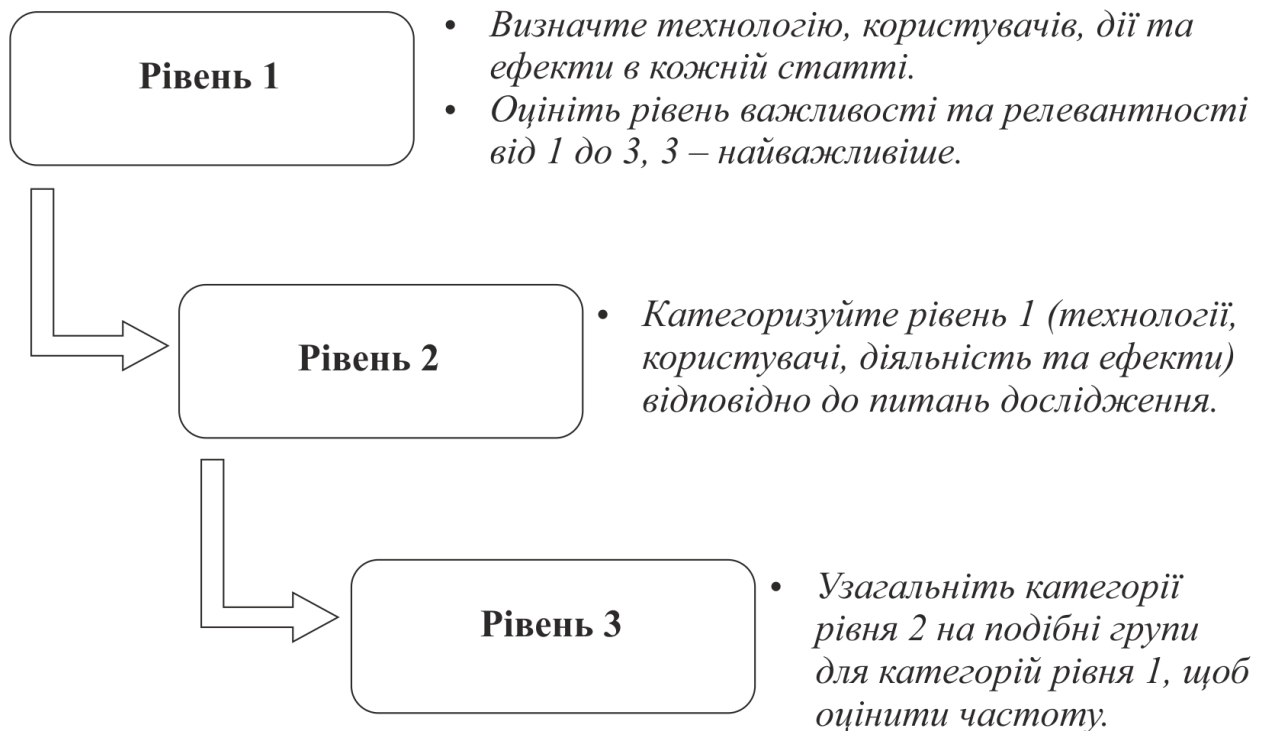 Рівень 1
• Визначте технологію, користувачів, дії та
ефекти в кожній статті.
• Оцініть рівень важливості та релевантності
від 1 до 3, 3 – найважливіше.
Рівень 2
• Категоризуйте рівень 1 (технології,
користувачі, діяльність та ефекти)
відповідно до питань дослідження.
Рівень 3
• Узагальніть категорії
рівня 2 на подібні групи
для категорій рівня 1, щоб
оцінити частоту.